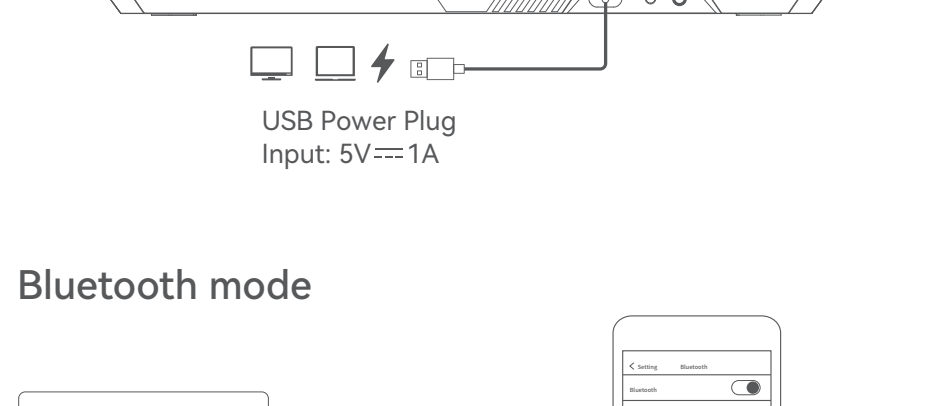 USB Power Plug
Input: 5V⎓1A
Bluetooth mode
Setting Bluetooth
Bluetooth